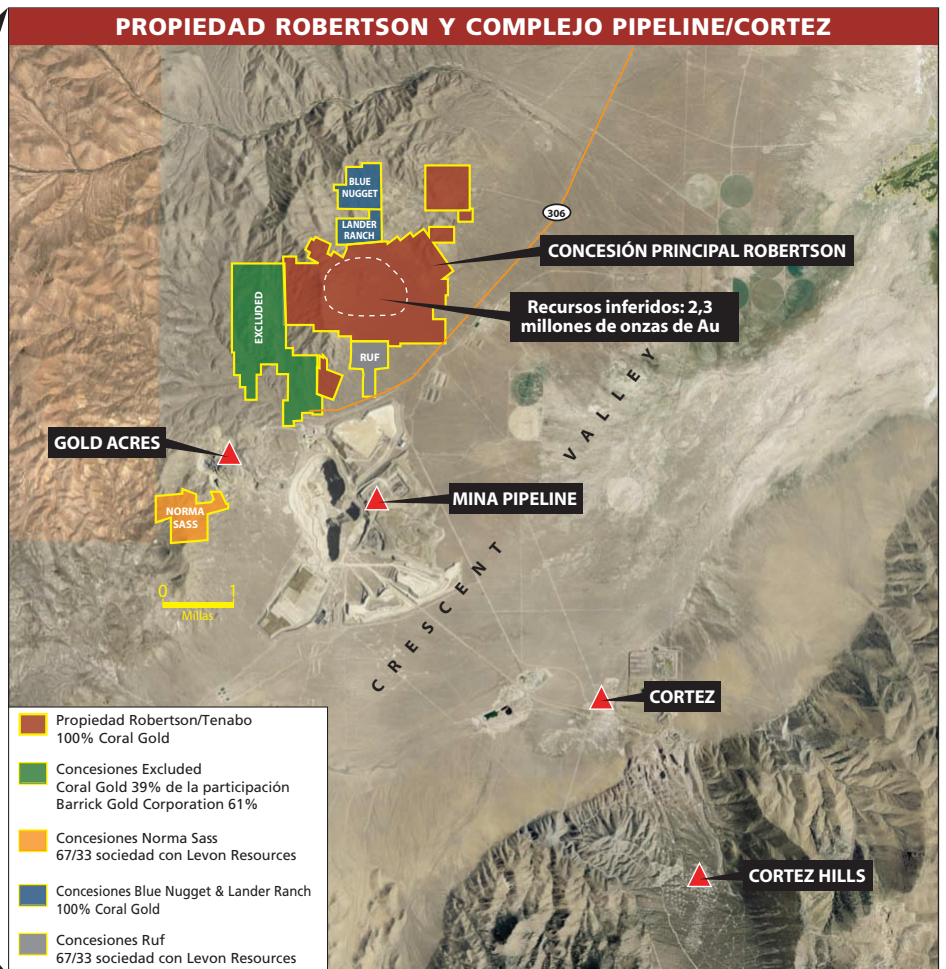 PROPIEDAD ROBERTSON Y COMPLEJO PIPELINE/CORTEZ
BLUE
NUGGET
LANDER
RANCH
306
CONCESIÓN PRINCIPAL ROBERTSON
EXCLUDED
Recursos inferidos: 2,3
millones de onzas de Au
RUF
GOLD ACRES
MINA PIPELINE
NORMA
SASS
CRESCENT VALLEY
0 1
Millas
CORTEZ
CORTEZ HILLS
Propiedad Robertson/Tenabo
100% Coral Gold
Concesiones Excluded
Coral Gold 39% de la participación
Barrick Gold Corporation 61%
Concesiones Norma Sass
67/33 sociedad con Levon Resources
Concesiones Blue Nugget & Lander Ranch
100% Coral Gold
Concesiones Ruf
67/33 sociedad con Levon Resources